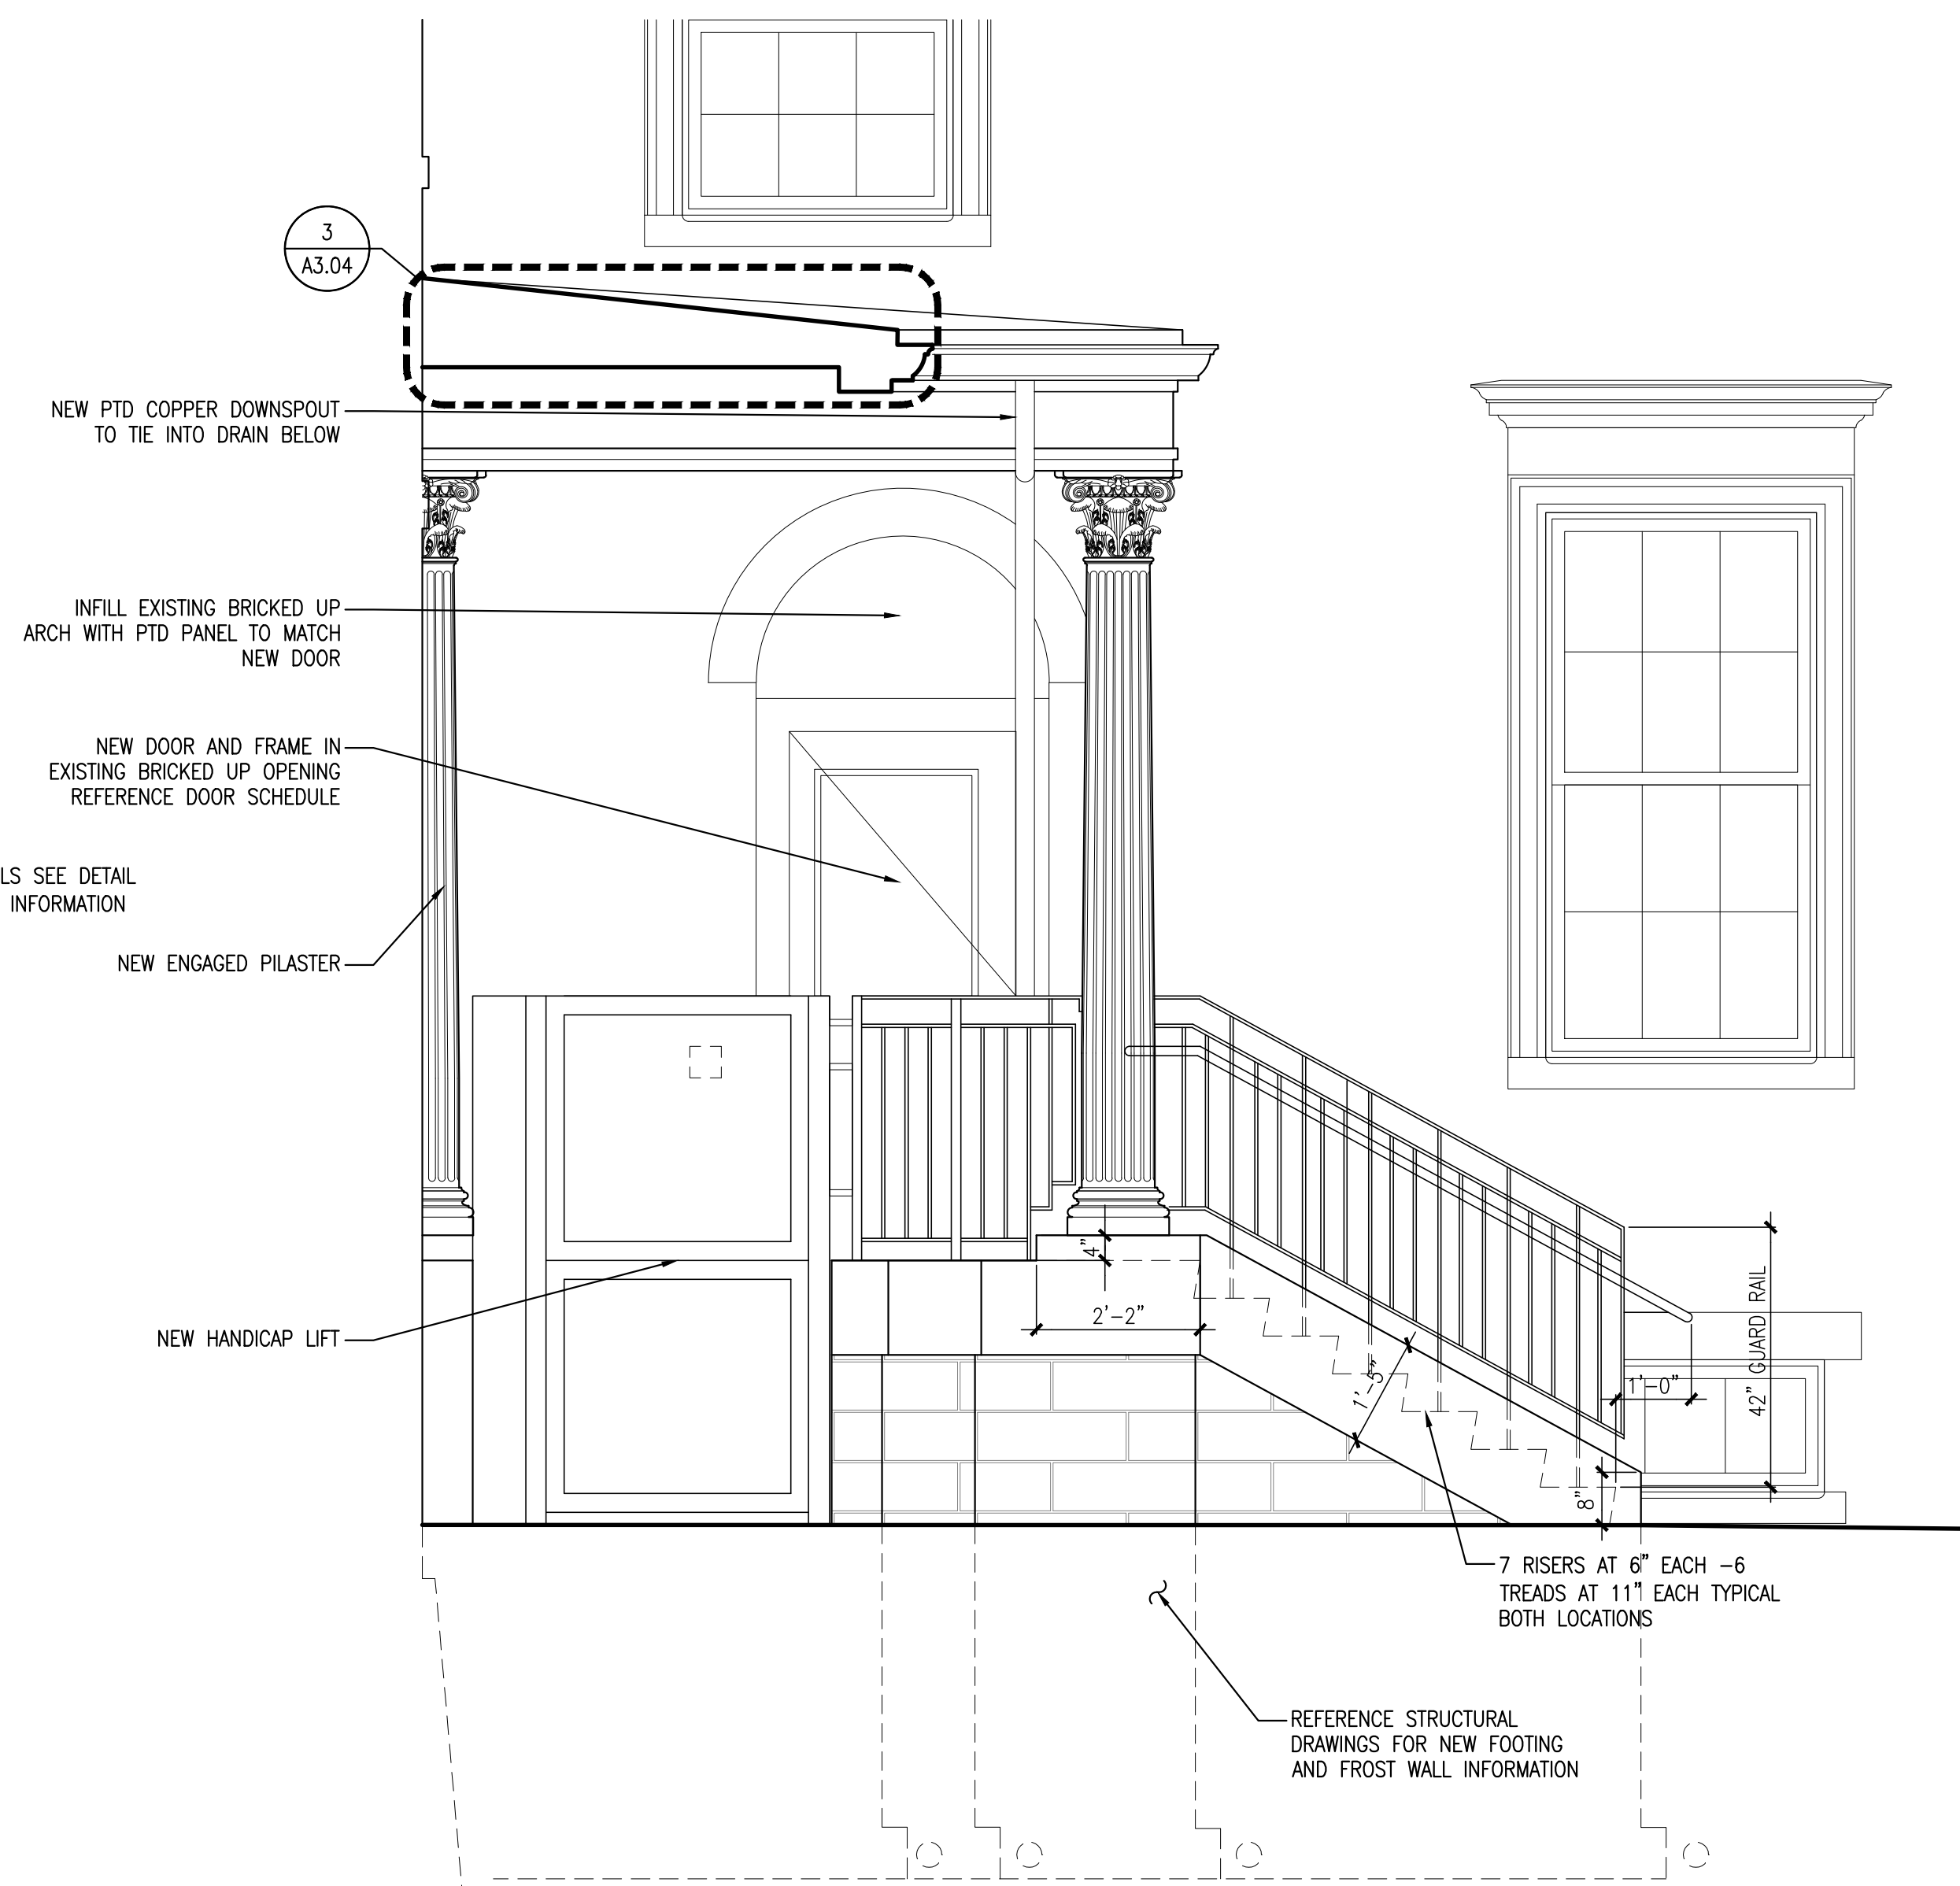 3
A3.04
NEW PTD COPPER DOWNSPOUT
TO TIE INTO DRAIN BELOW
INFILL EXISTING BRICKED UP
ARCH WITH PTD PANEL TO MATCH
NEW DOOR
NEW DOOR AND FRAME IN
EXISTING BRICKED UP OPENING
REFERENCE DOOR SCHEDULE
LS SEE DETAIL
INFORMATION
NEW ENGAGED PILASTER
NEW HANDICAP LIFT
4"
2'-2"
1'-5"
1'-0"
42" GUARD RAIL
8"
7 RISERS AT 6" EACH -6
TREADS AT 11" EACH TYPICAL
BOTH LOCATIONS
REFERENCE STRUCTURAL
DRAWINGS FOR NEW FOOTING
AND FROST WALL INFORMATION